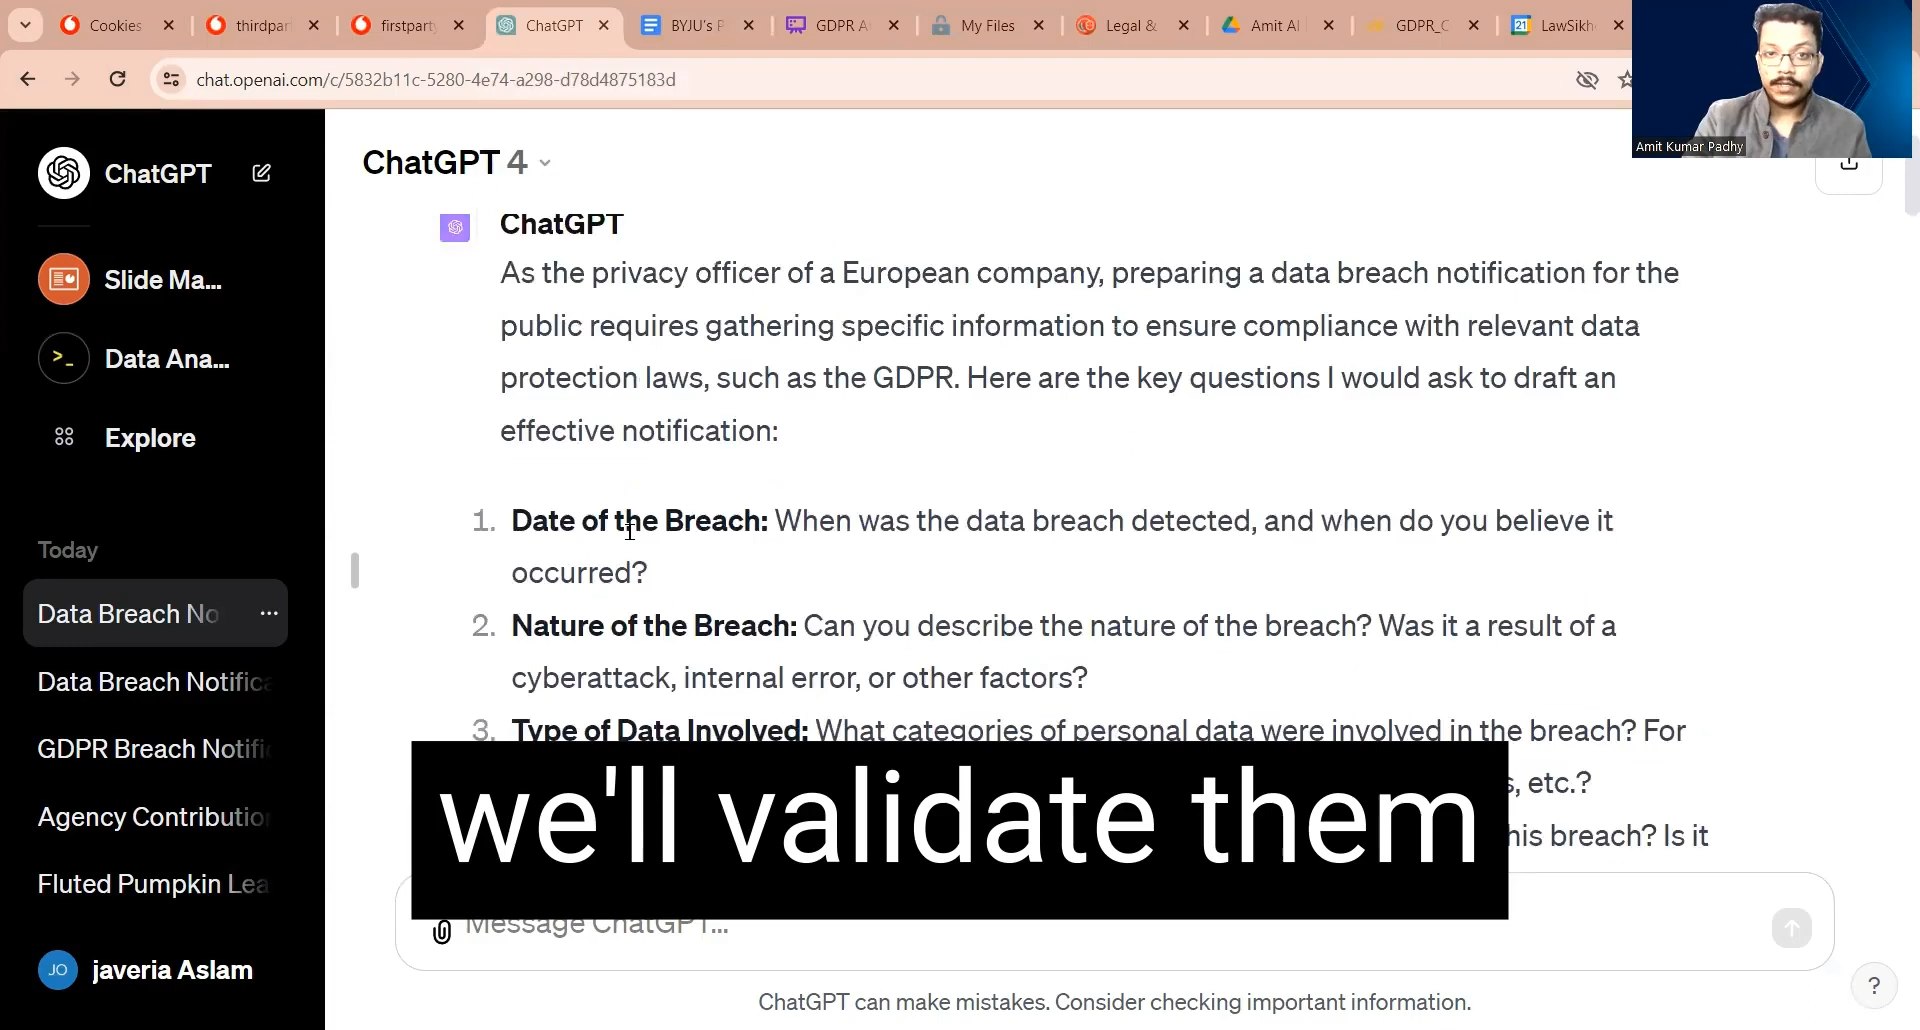 Cookies
thirdpar
firstparty
ChatGPT
BYJU's P
GDPR A
My Files
Legal &
Amit AI
GDPR_C
21
LawSikh
chat.openai.com/c/5832b11c-5280-4e74-a298-d78d4875183d
Amit Kumar Padhy
ChatGPT
Slide Ma...
>_
Data Ana...
Explore
Today
Data Breach No
...
Data Breach Notifica
GDPR Breach Notific
Agency Contribution
Fluted Pumpkin Lea
JO
javeria Aslam
ChatGPT 4
ChatGPT
As the privacy officer of a European company, preparing a data breach notification for the
public requires gathering specific information to ensure compliance with relevant data
protection laws, such as the GDPR. Here are the key questions I would ask to draft an
effective notification:
1. Date of the Breach: When was the data breach detected, and when do you believe it
occurred?
2. Nature of the Breach: Can you describe the nature of the breach? Was it a result of a
cyberattack, internal error, or other factors?
3. Type of Data Involved: What categories of personal data were involved in the breach? For
s, etc.?
his breach? Is it
we'll validate them
Message ChatGPT...
ChatGPT can make mistakes. Consider checking important information.
?